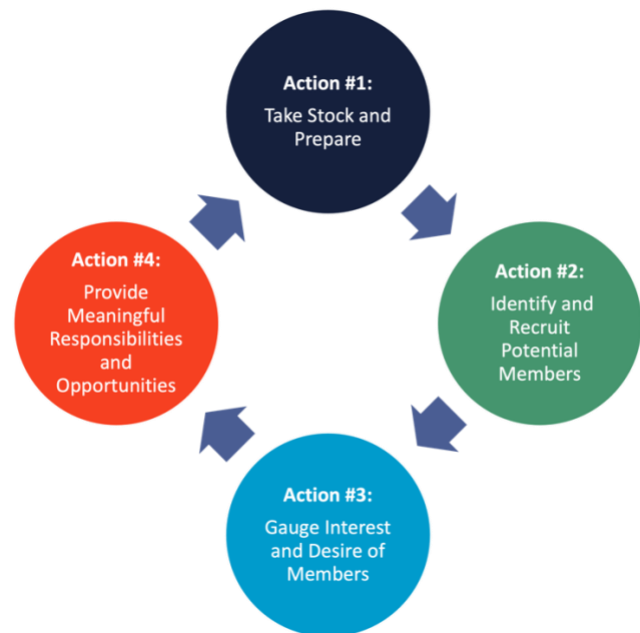 Action #1:
Take Stock and
Prepare
Action #2:
Identify and
Recruit
Potential
Members
Action #3:
Gauge Interest
and Desire of
Members
Action #4:
Provide
Meaningful
Responsibilities
and
Opportunities